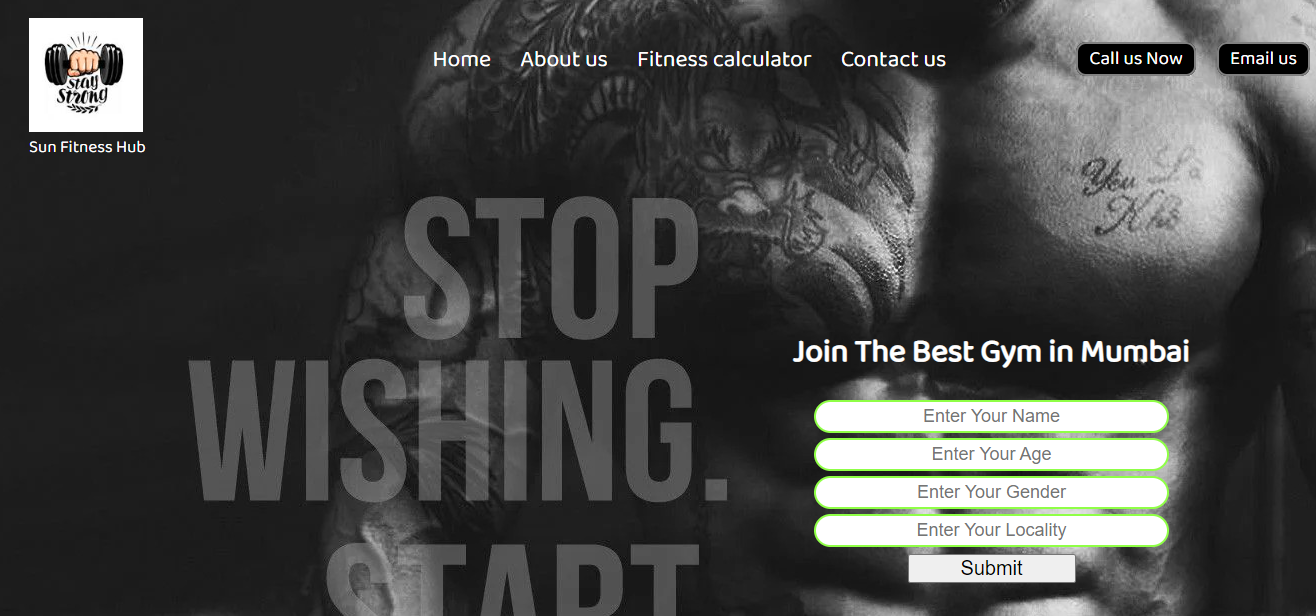 stay
strong
Sun Fitness Hub
Home About us Fitness calculator Contact us
Call us Now Email us
You
STOP
WISHING.
START
Join The Best Gym in Mumbai
Enter Your Name
Enter Your Age
Enter Your Gender
Enter Your Locality
Submit